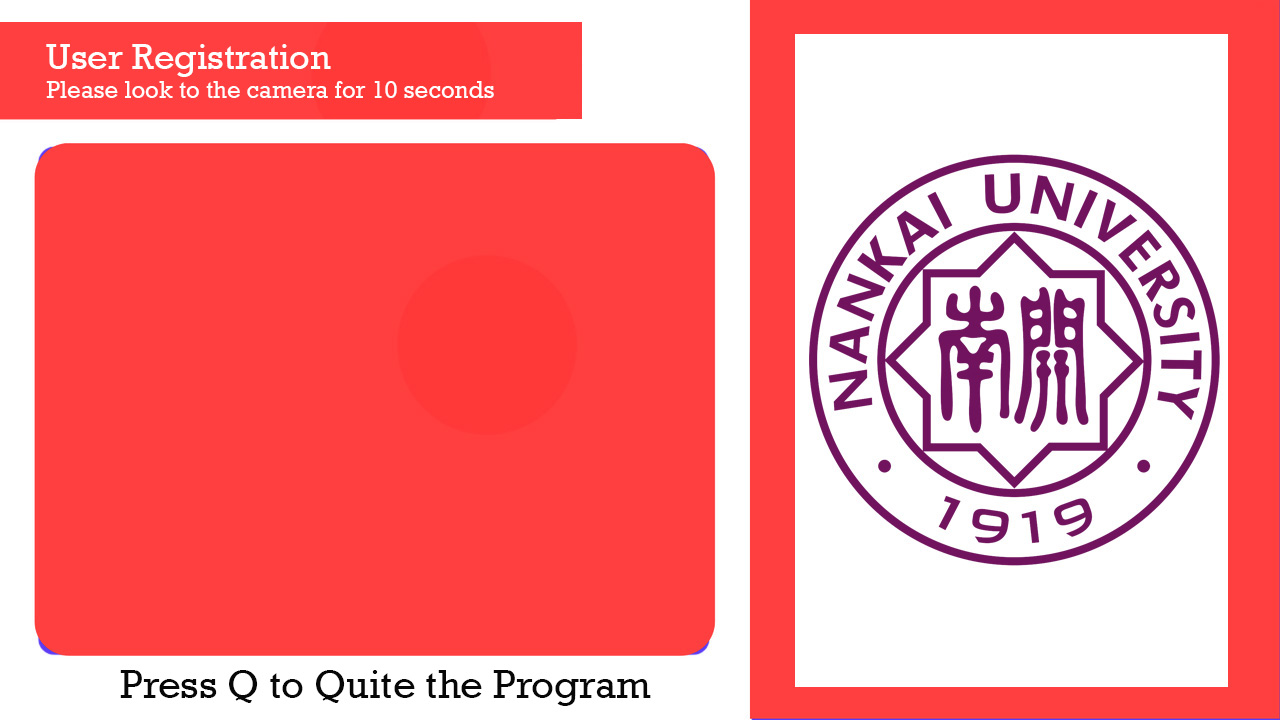 User Registration
Please look to the camera for 10 seconds
NANKAI UNIVERSITY
南開
1919
Press Q to Quite the Program